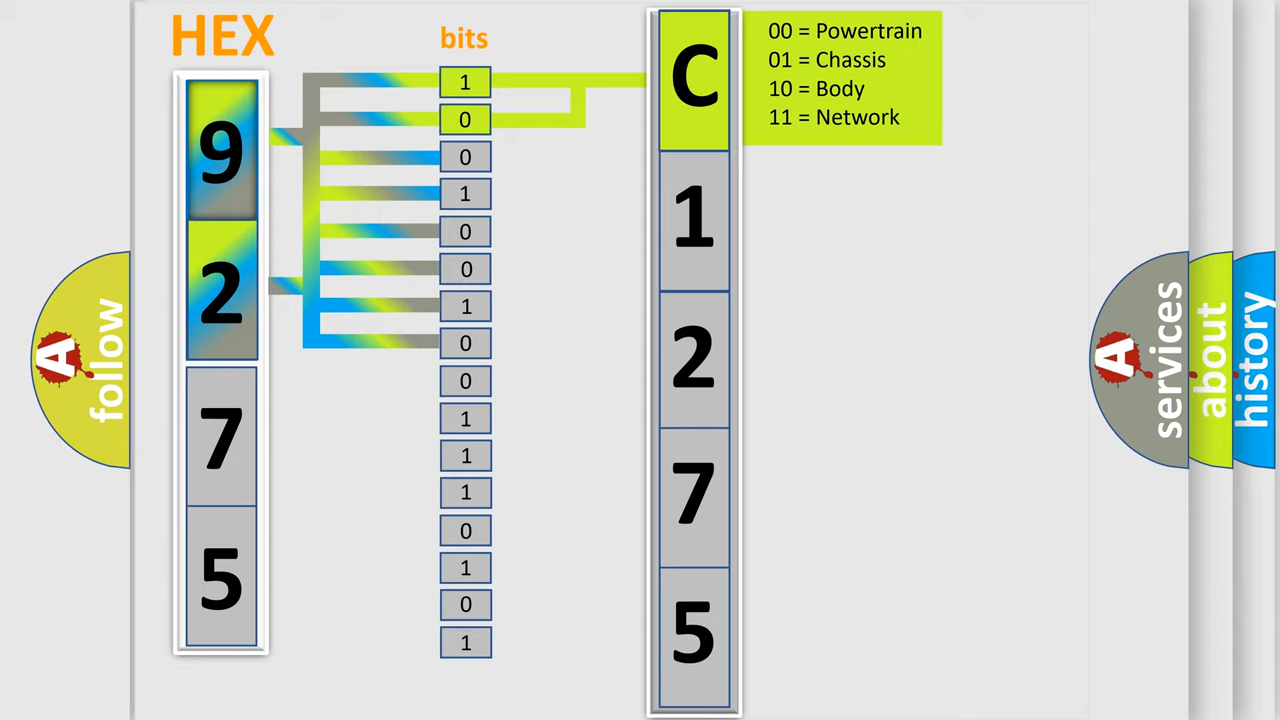 HEX
bits
9
2
7
5
1
0
0
1
0
0
1
0
0
1
1
1
0
1
0
1
C
1
2
7
5
00 = Powertrain
01 = Chassis
10 = Body
11 = Network
A
follow
A
services
about
history